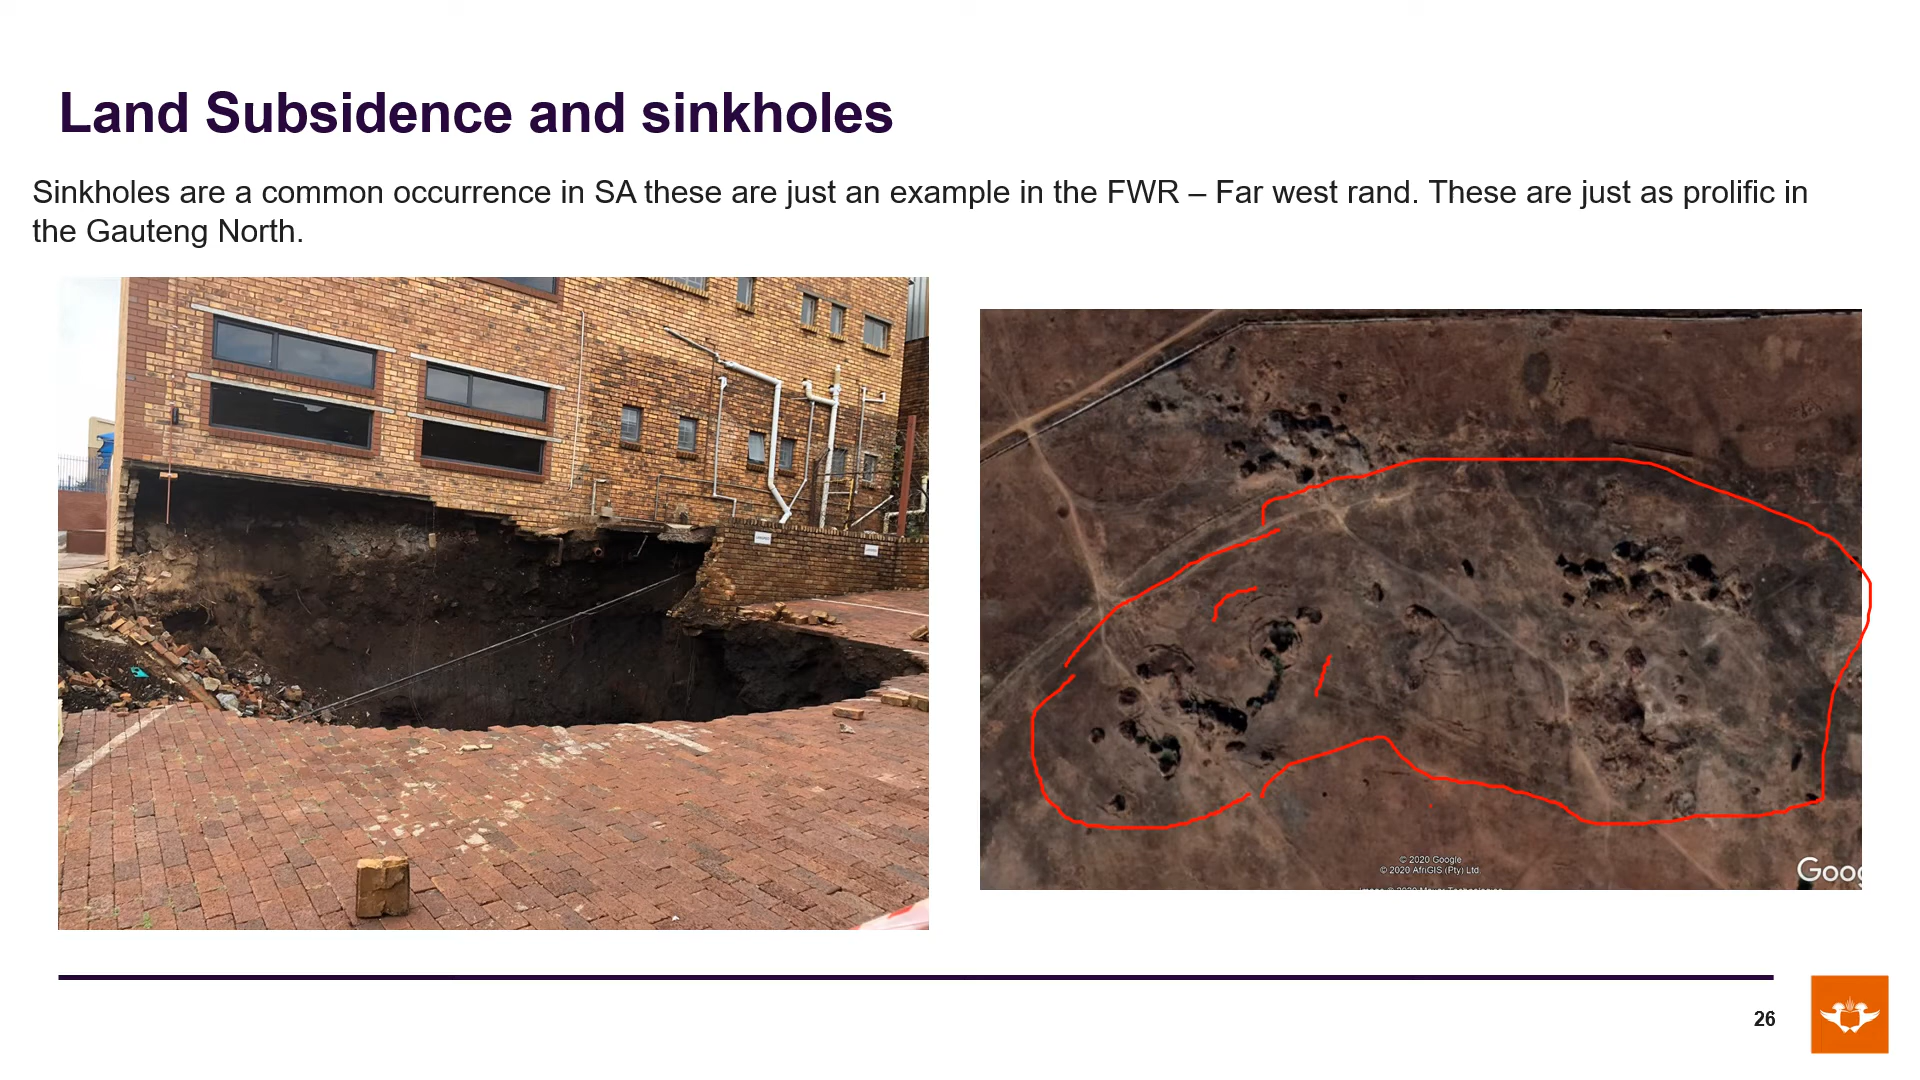 Land Subsidence and sinkholes
Sinkholes are a common occurrence in SA these are just an example in the FWR – Far west rand. These are just as prolific in
the Gauteng North.
© 2020 Google
© 2020 AfriGIS (Pty) Ltd.
Goog
26